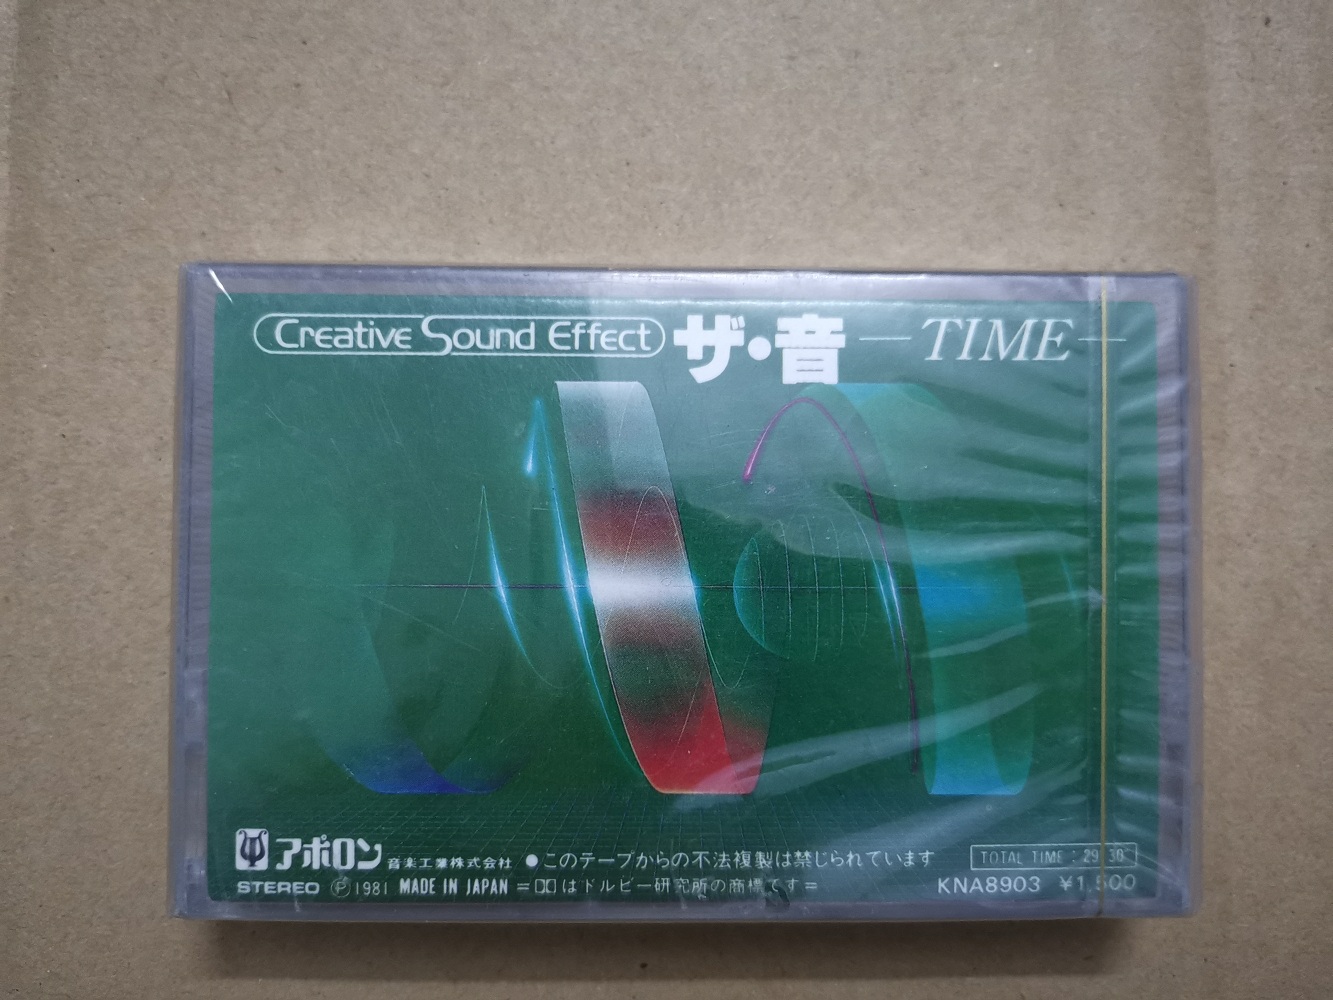 Creative Sound Effect ザ・音 —TIME—
アポロン 音楽工業株式会社 ●このテープからの不法複製は禁じられています TOTAL TIME : 29'30"
STEREO Ⓟ1981 MADE IN JAPAN =はドルビー研究所の商標です= KNA8903 ¥1,500